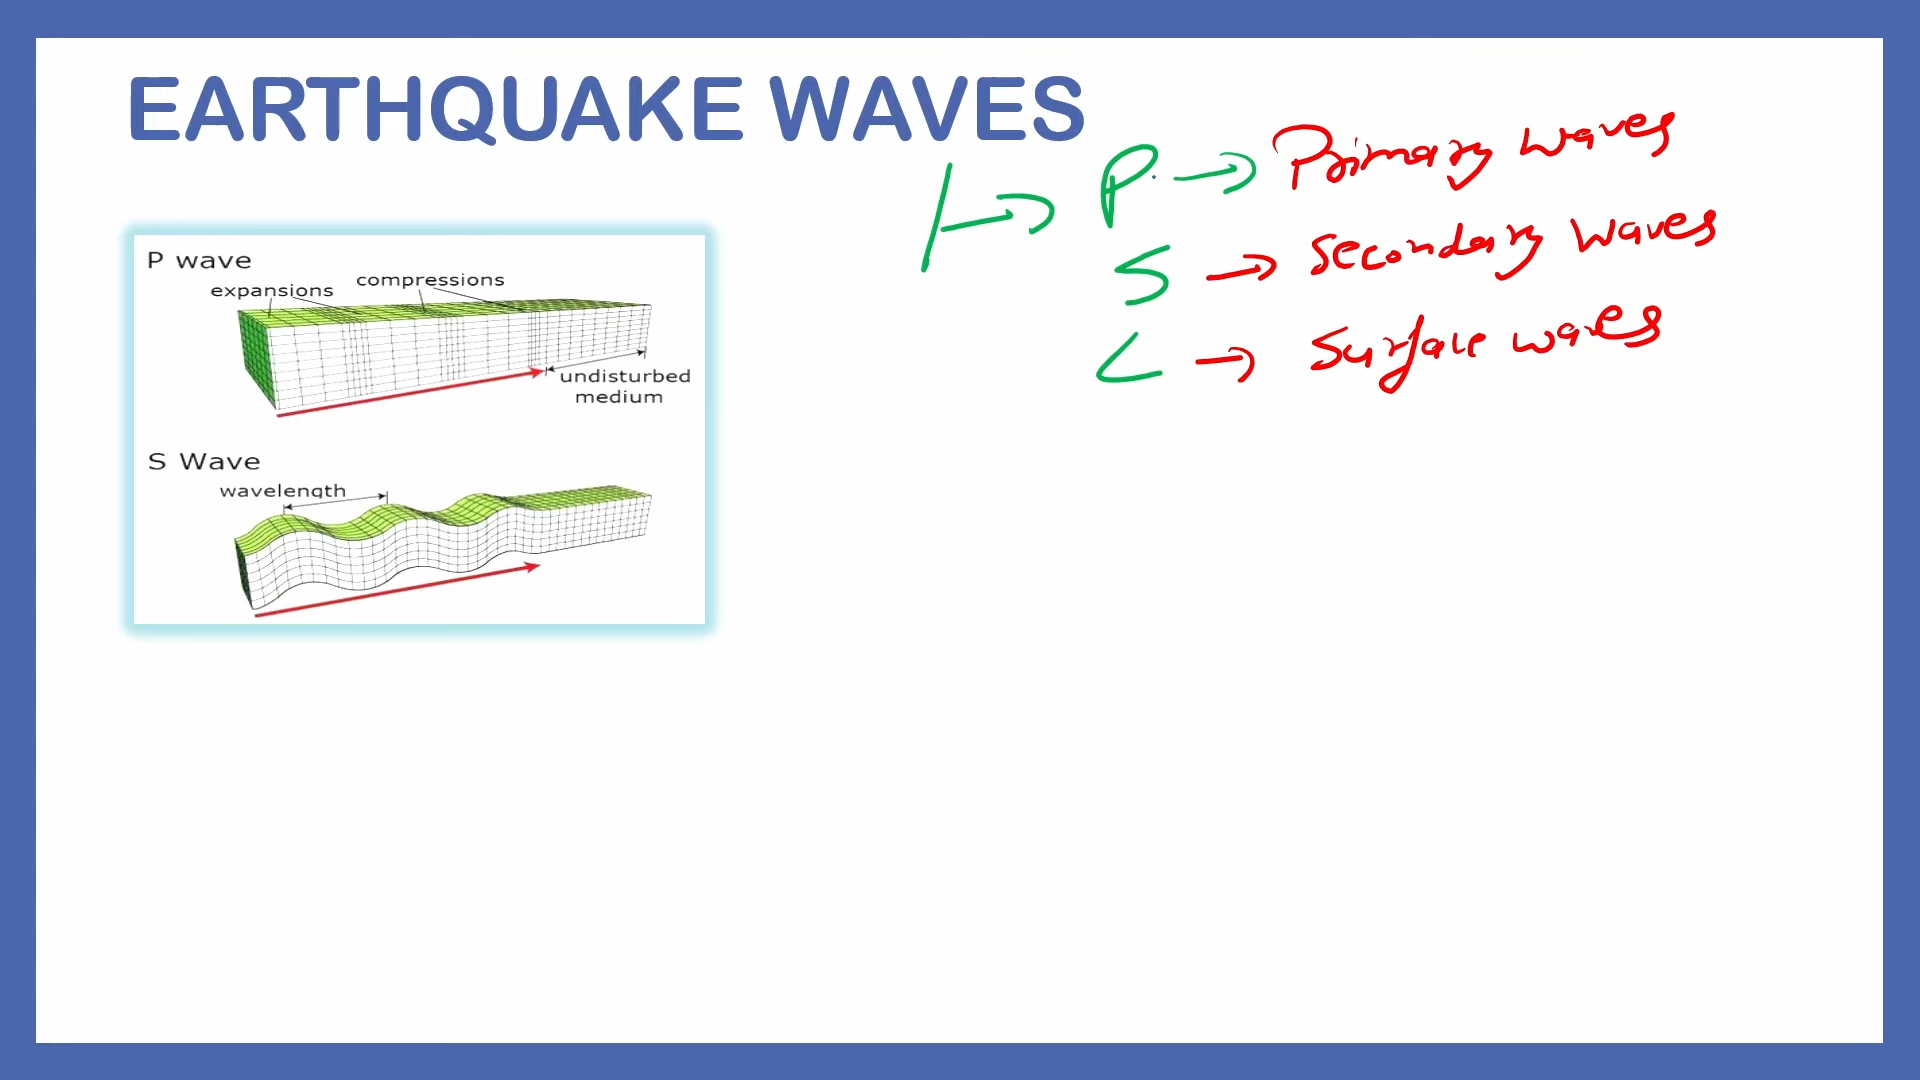 EARTHQUAKE WAVES
P → Primary waves
S → Secondary waves
L → Surface waves
P wave
expansions
compressions
undisturbed
medium
S Wave
wavelength